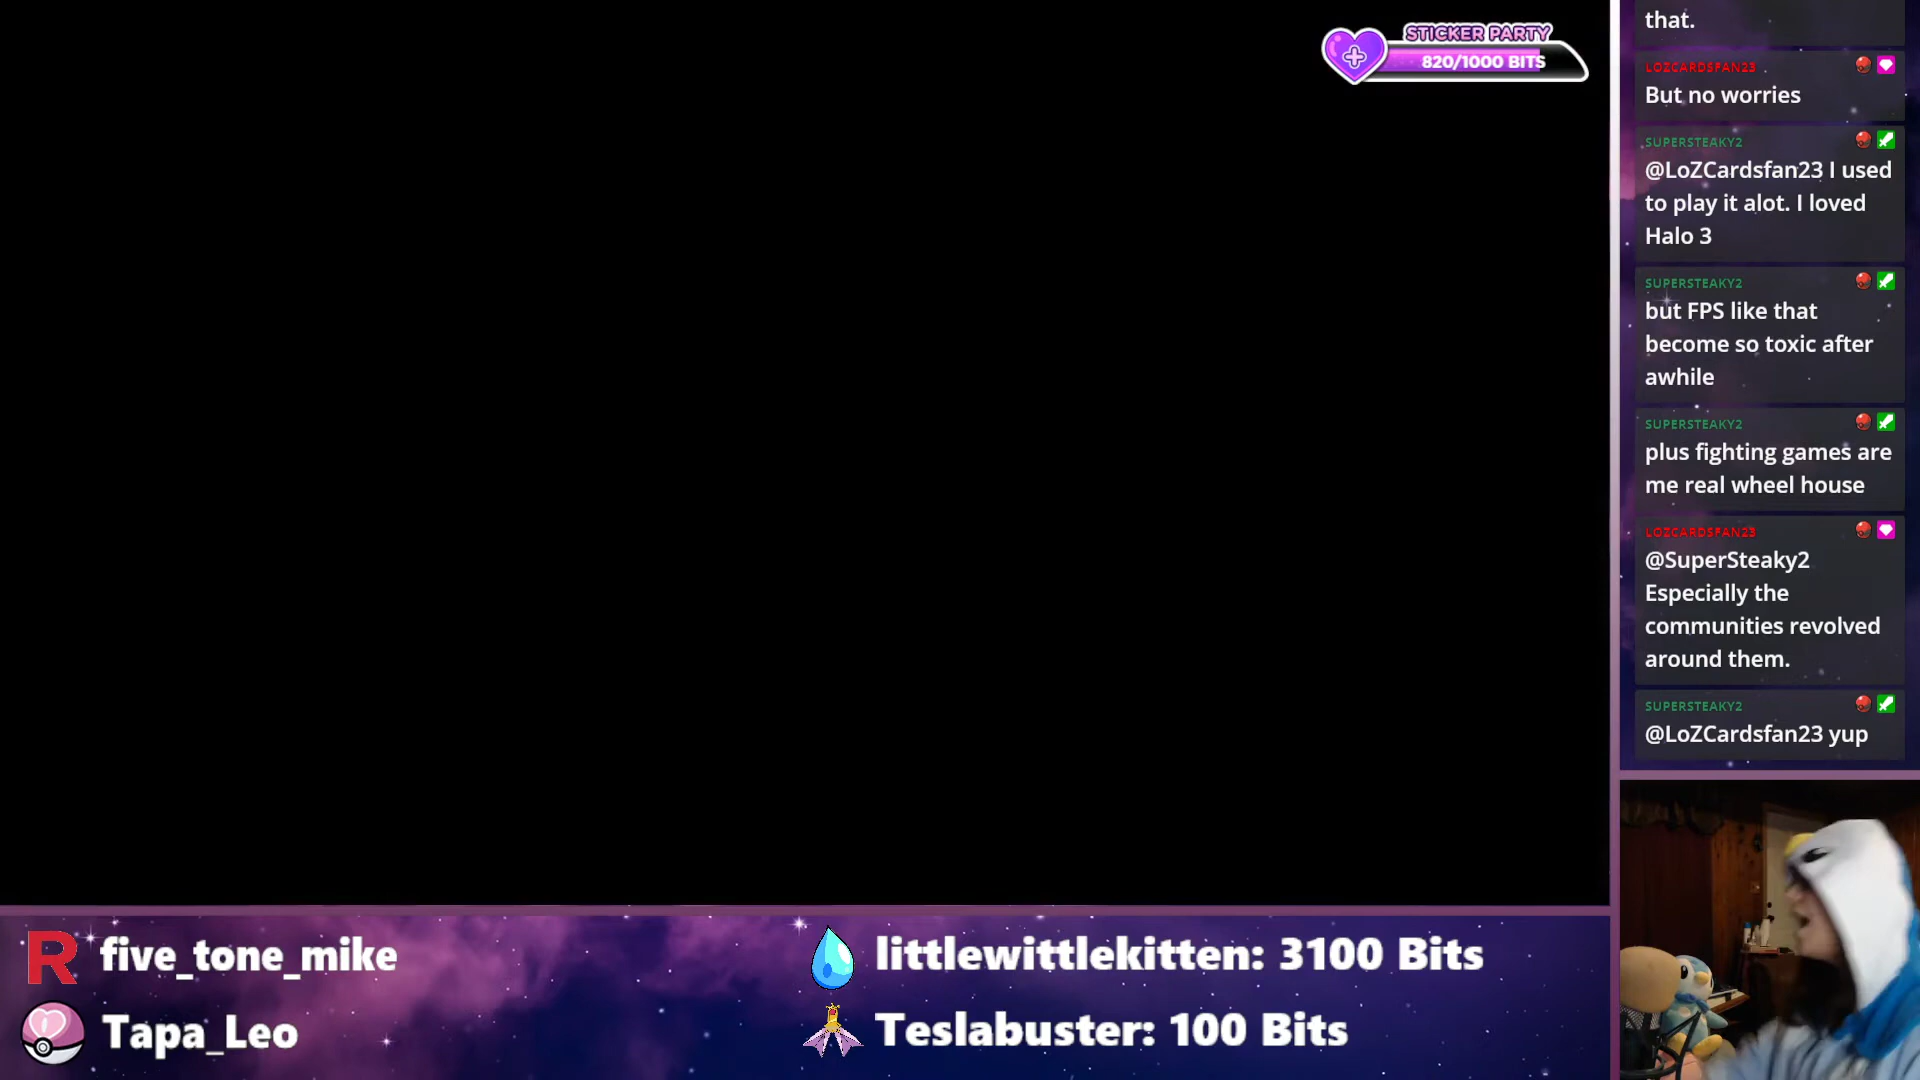 STICKER PARTY
820/1000 BITS
that.
LOZCARDSFAN23
But no worries
SUPERSTEAKY2
@LoZCardsfan23 I used
to play it alot. I loved
Halo 3
SUPERSTEAKY2
but FPS like that
become so toxic after
awhile
SUPERSTEAKY2
plus fighting games are
me real wheel house
LOZCARDSFAN23
@SuperSteaky2
Especially the
communities revolved
around them.
SUPERSTEAKY2
@LoZCardsfan23 yup
R five_tone_mike
Tapa_Leo
littlewittlekitten: 3100 Bits
Teslabuster: 100 Bits